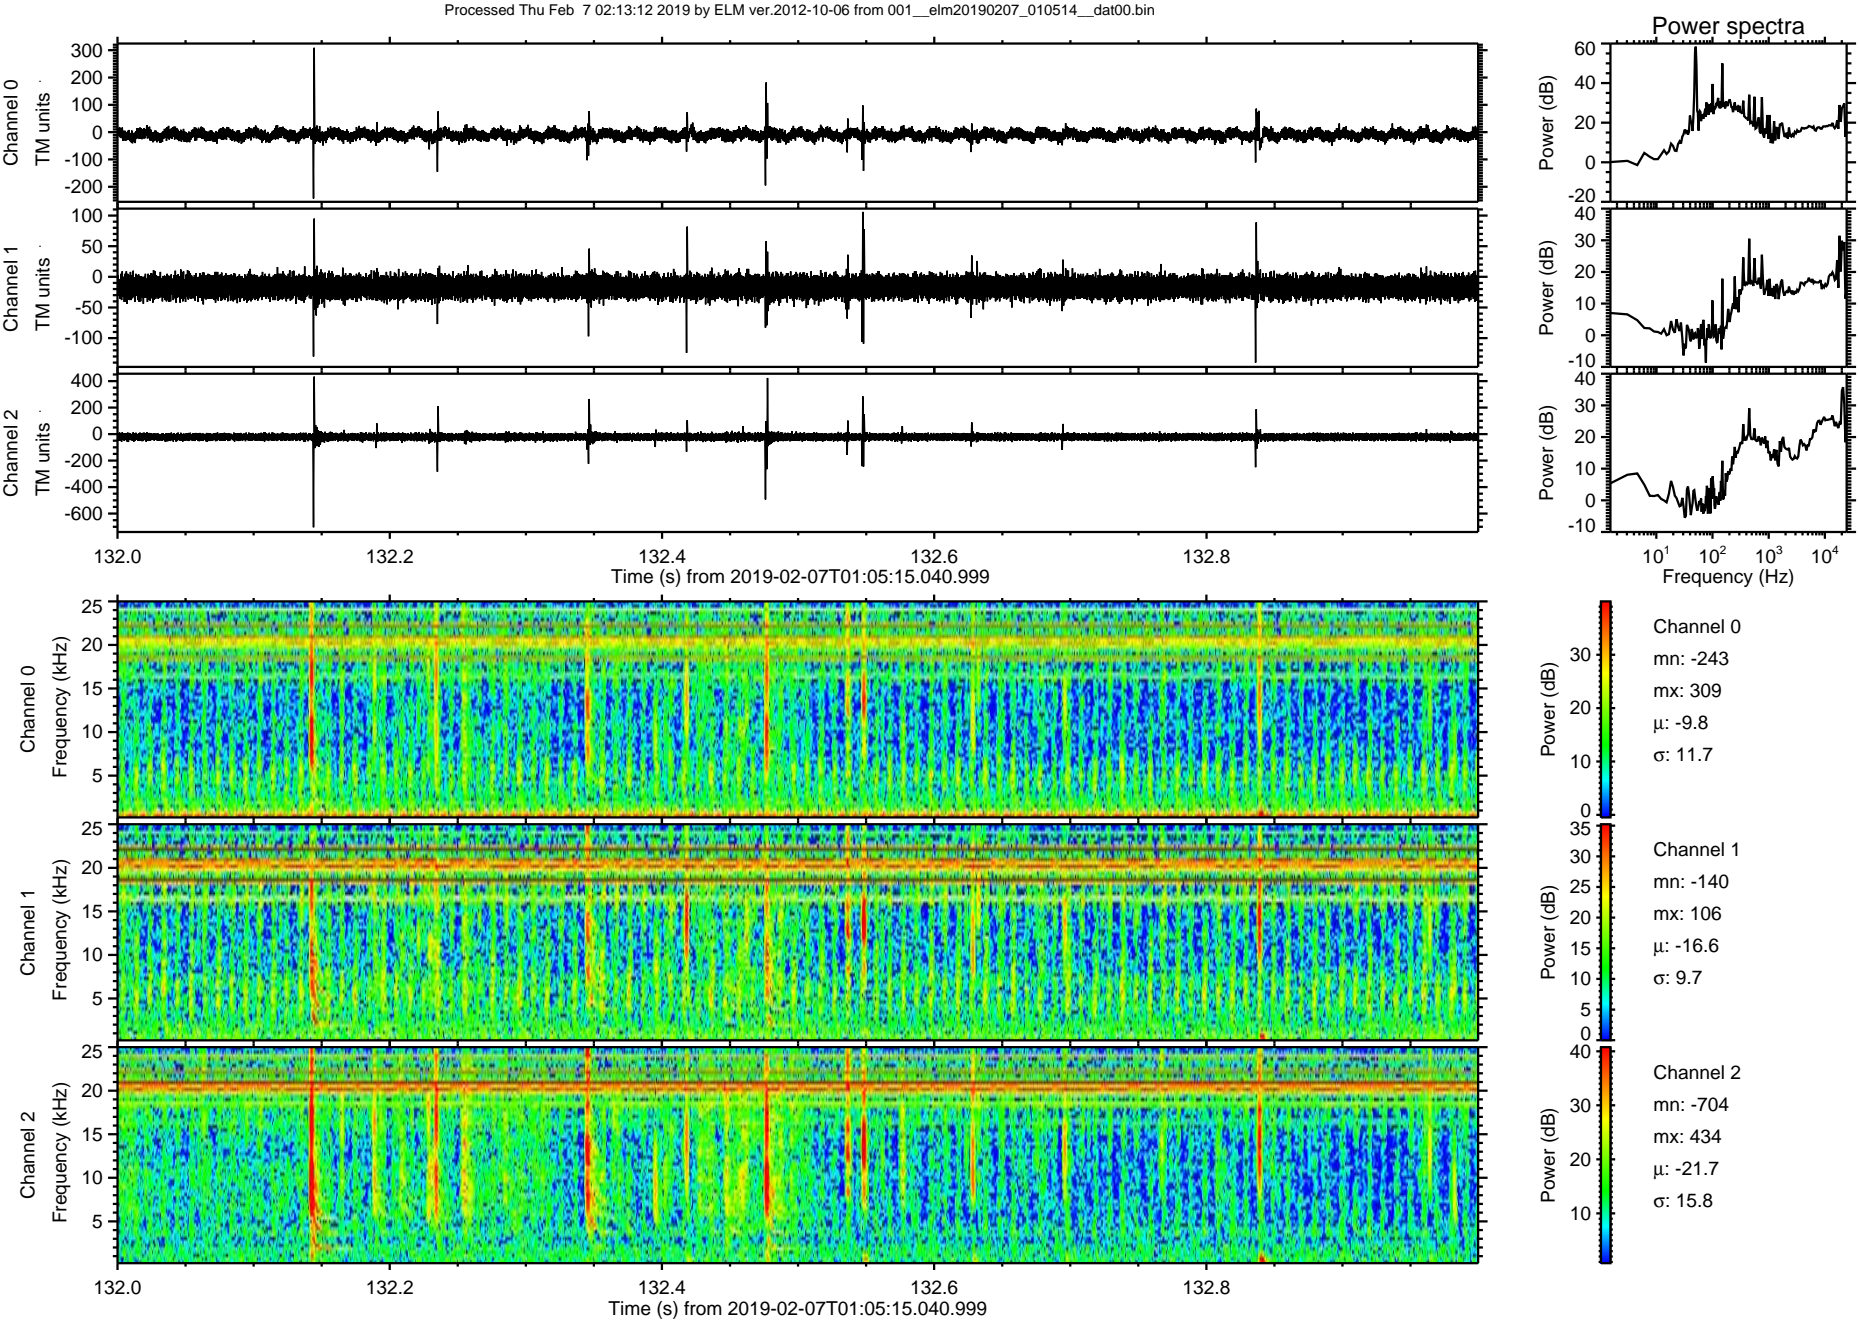 Processed Thu Feb  7 02:13:12 2019 by ELM ver.2012-10-06 from 001__elm20190207_010514__dat00.bin
Power spectra
Channel 0
TM units
300
200
100
0
-100
-200
Power (dB)
60
40
20
0
-20
Channel 1
TM units
100
50
0
-50
-100
Power (dB)
40
30
20
10
0
-10
Channel 2
TM units
400
200
0
-200
-400
-600
Power (dB)
40
30
20
10
0
-10
132.0 132.2 132.4 132.6 132.8
Time (s) from 2019-02-07T01:05:15.040.999
10¹ 10² 10³ 10⁴
Frequency (Hz)
Channel 0
Frequency (kHz)
25
20
15
10
5
Power (dB)
30
20
10
0
Channel 0
mn: -243
mx: 309
μ: -9.8
σ: 11.7
Channel 1
Frequency (kHz)
25
20
15
10
5
Power (dB)
35
30
25
20
15
10
5
0
Channel 1
mn: -140
mx: 106
μ: -16.6
σ: 9.7
Channel 2
Frequency (kHz)
25
20
15
10
5
Power (dB)
40
30
20
10
Channel 2
mn: -704
mx: 434
μ: -21.7
σ: 15.8
132.0 132.2 132.4 132.6 132.8
Time (s) from 2019-02-07T01:05:15.040.999